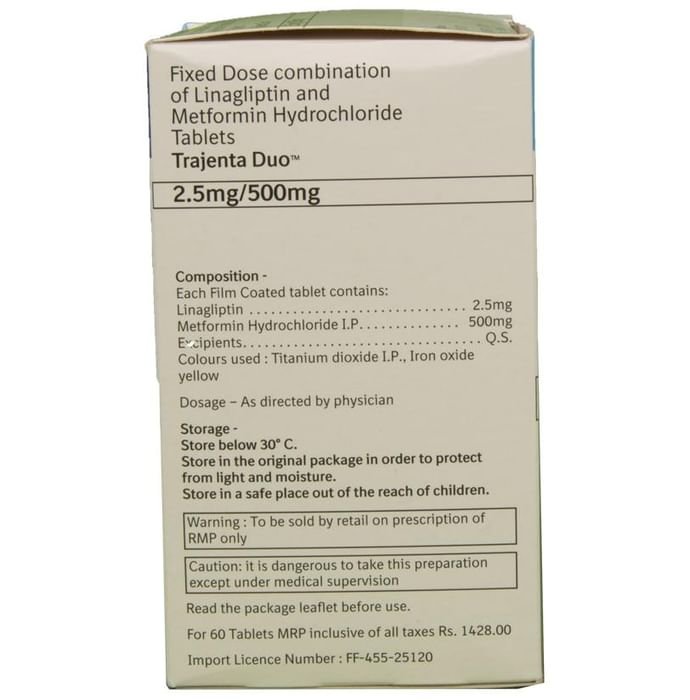 Fixed Dose combination
of Linagliptin and
Metformin Hydrochloride
Tablets
Trajenta Duo™
2.5mg/500mg
Composition -
Each Film Coated tablet contains:
Linagliptin ................................ 2.5mg
Metformin Hydrochloride I.P.............. 500mg
Excipients................................... Q.S.
Colours used : Titanium dioxide I.P., Iron oxide
yellow
Dosage – As directed by physician
Storage -
Store below 30° C.
Store in the original package in order to protect
from light and moisture.
Store in a safe place out of the reach of children.
Warning : To be sold by retail on prescription of
RMP only
Caution: it is dangerous to take this preparation
except under medical supervision
Read the package leaflet before use.
For 60 Tablets MRP inclusive of all taxes Rs. 1428.00
Import Licence Number : FF-455-25120